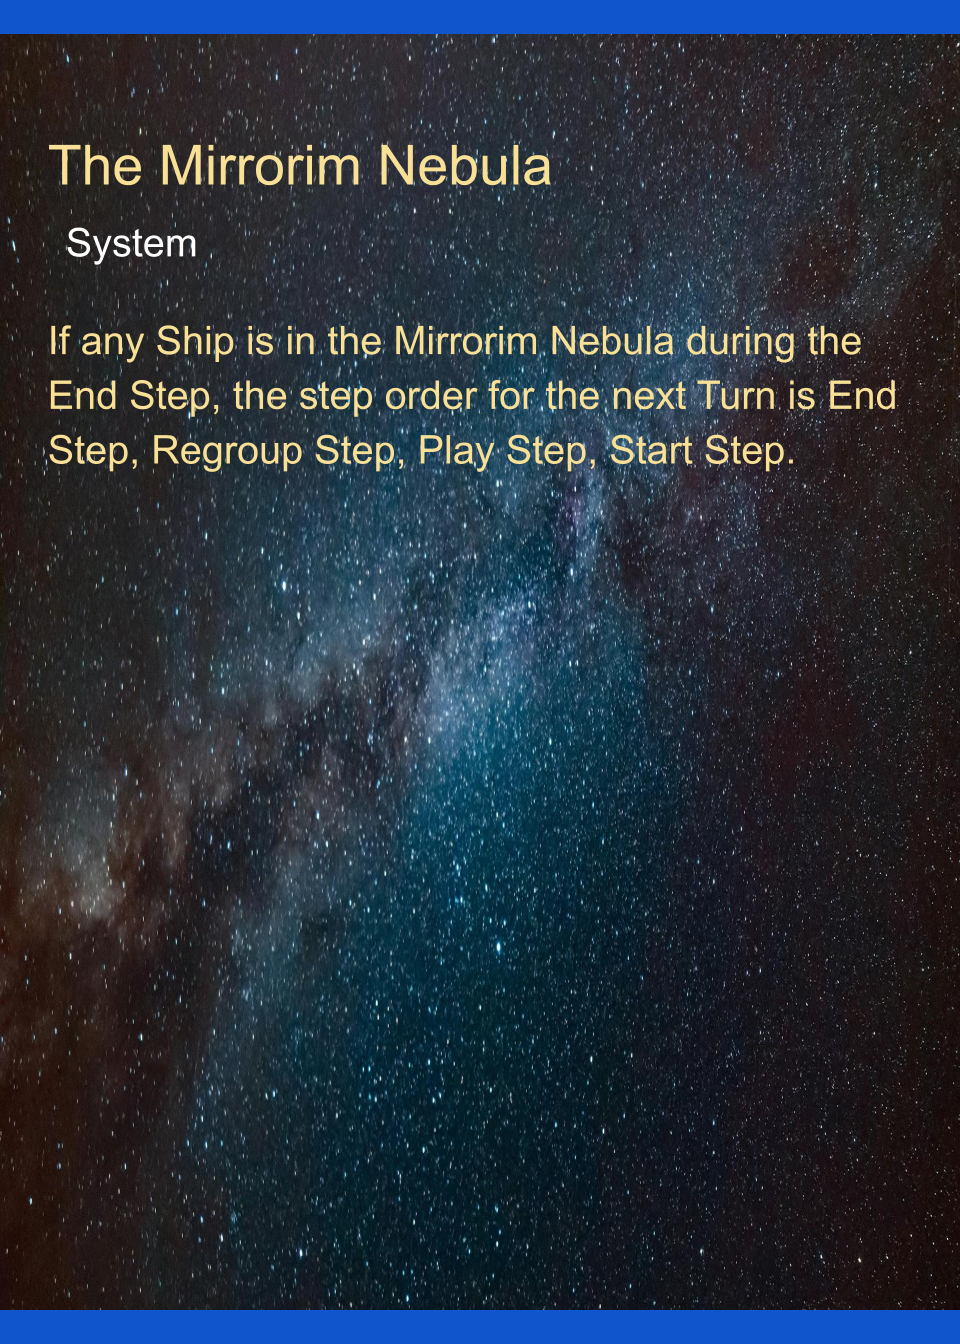 The Mirrorim Nebula
System
If any Ship is in the Mirrorim Nebula during the
End Step, the step order for the next Turn is End
Step, Regroup Step, Play Step, Start Step.